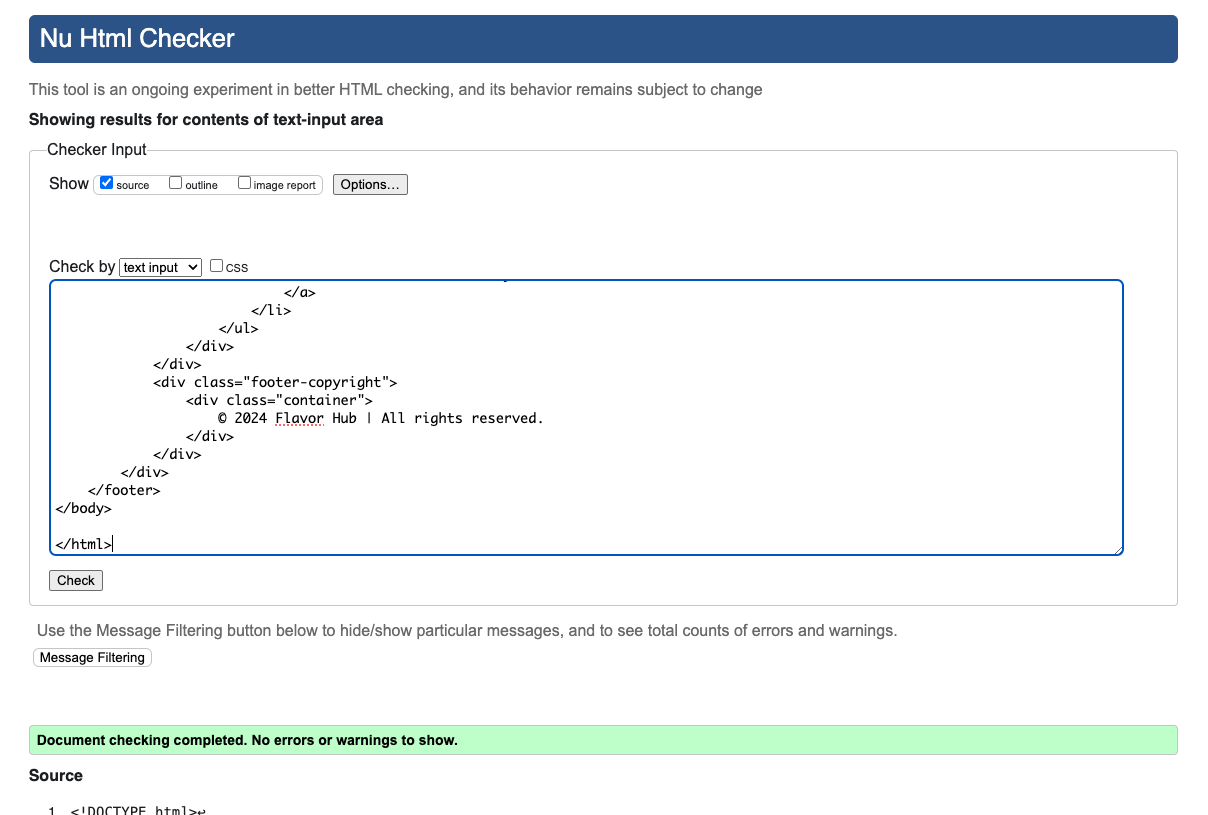 Nu Html Checker
This tool is an ongoing experiment in better HTML checking, and its behavior remains subject to change
Showing results for contents of text-input area
Checker Input
Show source outline image report Options...
Check by text input CSS
</a>
</li>
</ul>
</div>
</div>
<div class="footer-copyright">
<div class="container">
© 2024 Flavor Hub | All rights reserved.
</div>
</div>
</div>
</footer>
</body>
</html>
Check
Use the Message Filtering button below to hide/show particular messages, and to see total counts of errors and warnings.
Message Filtering
Document checking completed. No errors or warnings to show.
Source
1. <!DOCTYPE html>↩